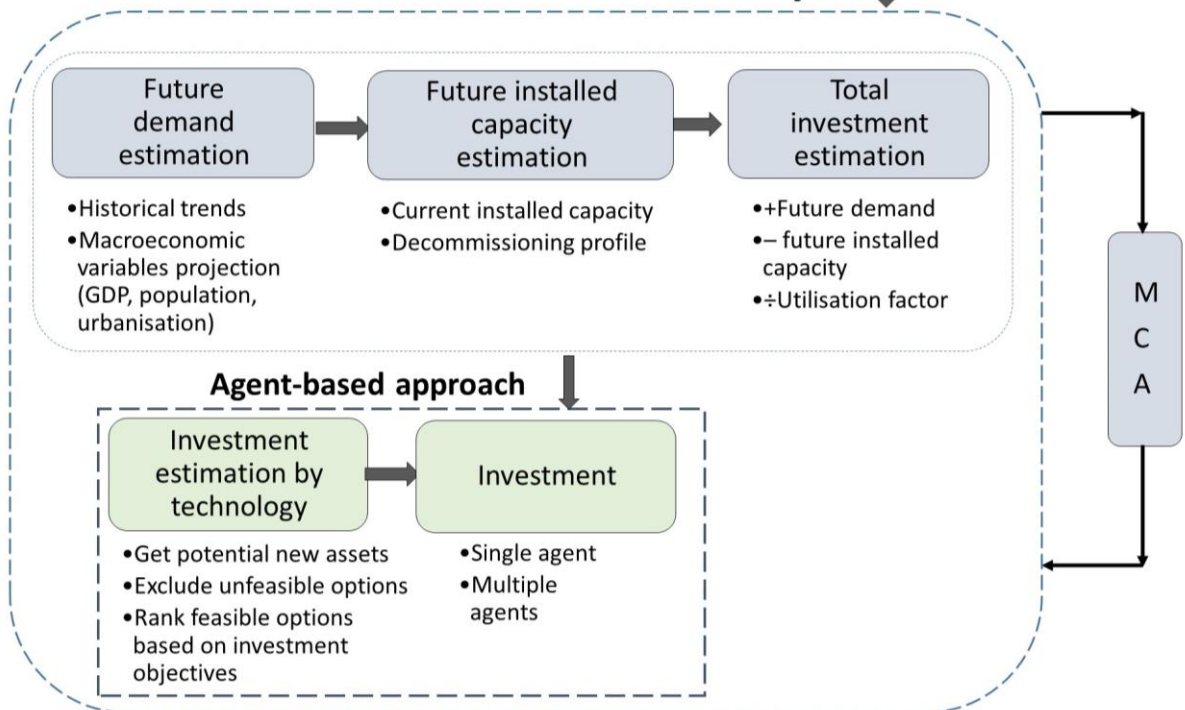 Future
demand
estimation
Future installed
capacity
estimation
Total
investment
estimation
•Historical trends
•Macroeconomic
variables projection
(GDP, population,
urbanisation)
•Current installed capacity
•Decommissioning profile
•+Future demand
•– future installed
capacity
•÷Utilisation factor
M
C
A
Agent-based approach
Investment
estimation by
technology
Investment
•Get potential new assets
•Exclude unfeasible options
•Rank feasible options
based on investment
objectives
•Single agent
•Multiple
agents